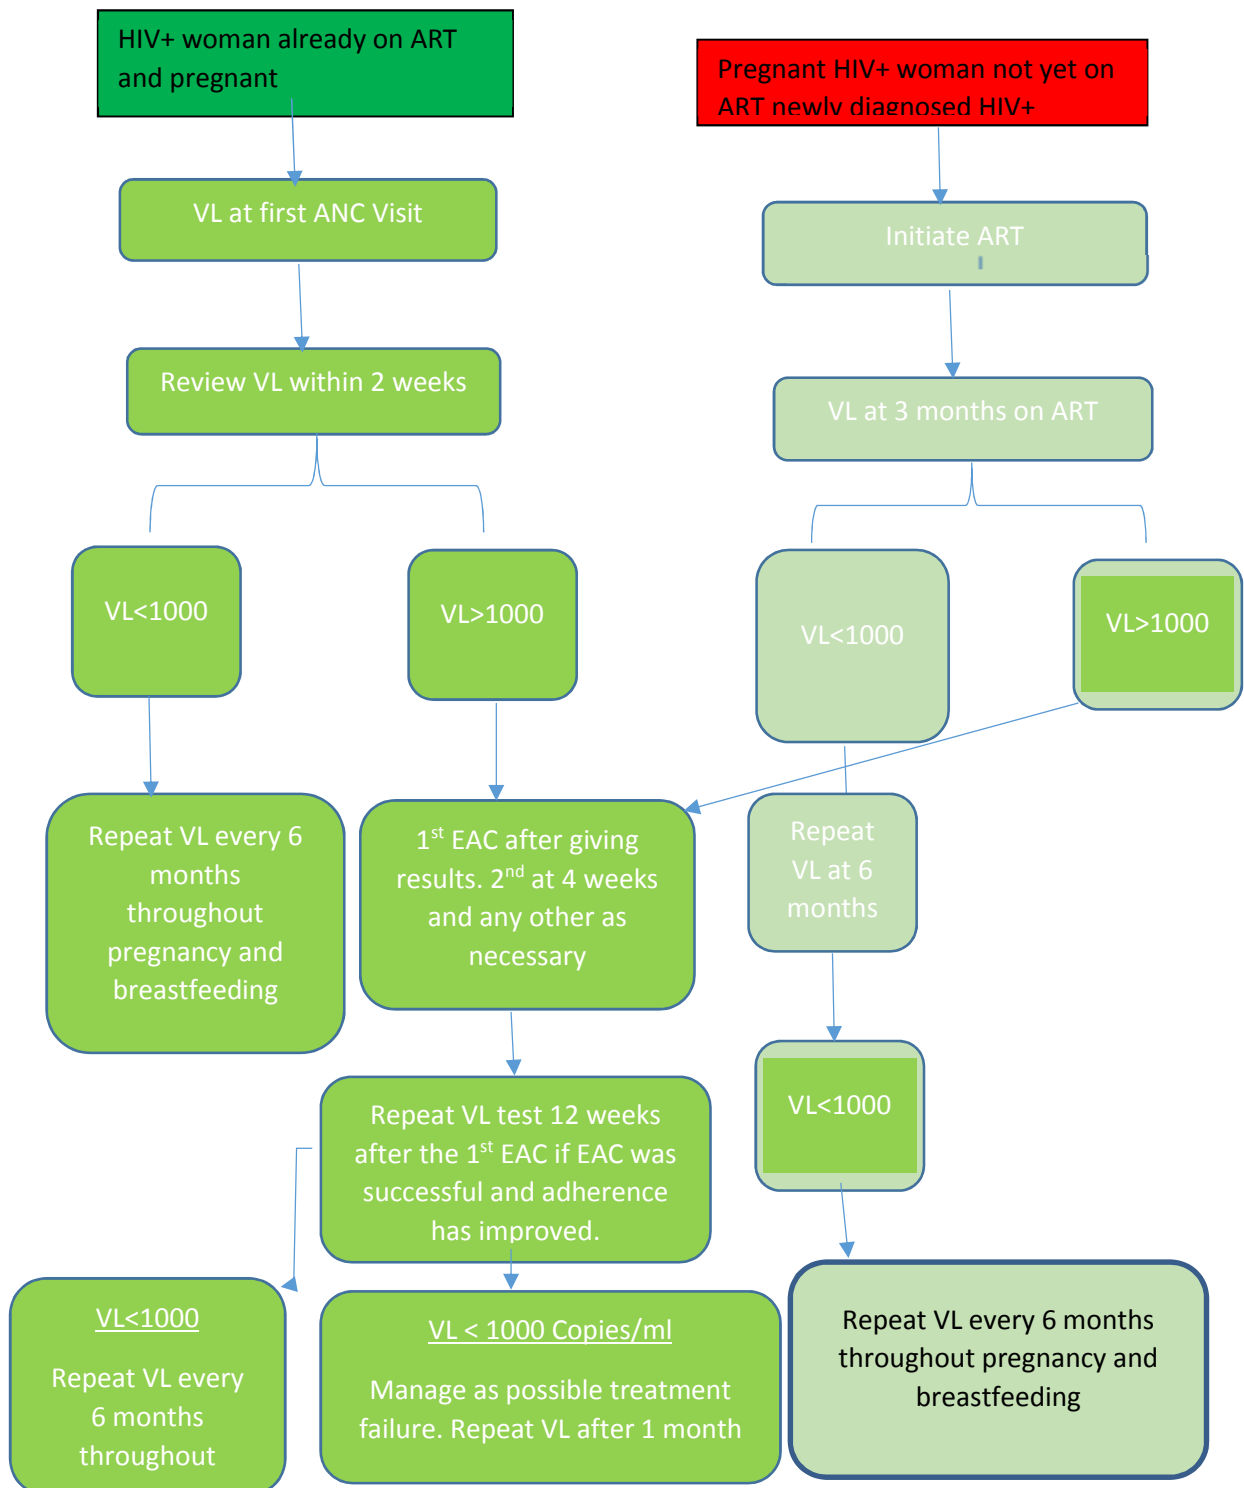 HIV+ woman already on ART
and pregnant
Pregnant HIV+ woman not yet on
ART newly diagnosed HIV+
VL at first ANC Visit
Initiate ART
Review VL within 2 weeks
VL at 3 months on ART
VL<1000
VL>1000
VL<1000
VL>1000
Repeat VL every 6
months
throughout
pregnancy and
breastfeeding
1st EAC after giving
results. 2nd at 4 weeks
and any other as
necessary
Repeat
VL at 6
months
VL<1000
Repeat VL test 12 weeks
after the 1st EAC if EAC was
successful and adherence
has improved.
VL<1000
Repeat VL every
6 months
throughout
VL < 1000 Copies/ml
Manage as possible treatment
failure. Repeat VL after 1 month
Repeat VL every 6 months
throughout pregnancy and
breastfeeding